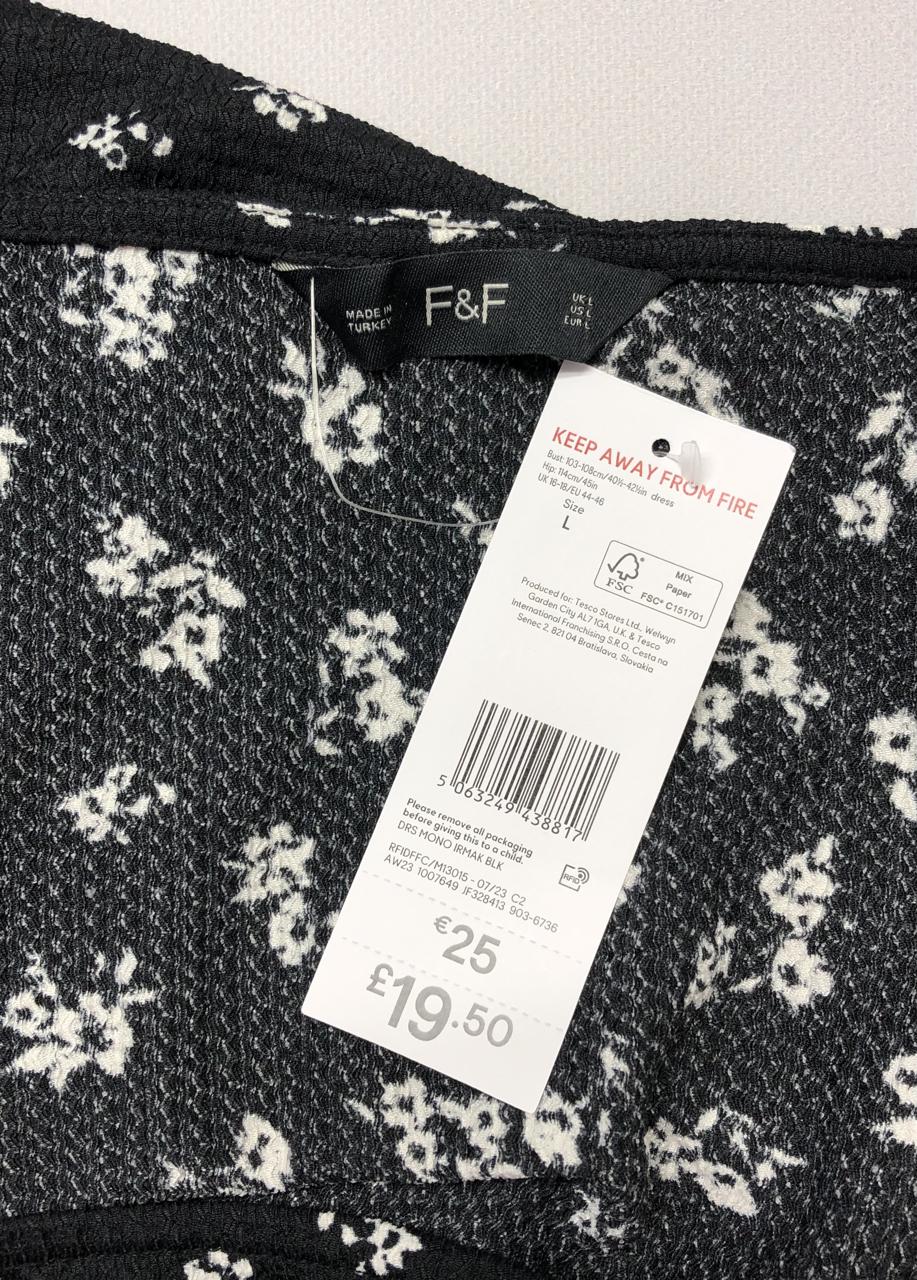 MADE IN
TURKEY
F&F
UK L
US L
EUR L
KEEP AWAY FROM FIRE
Bust: 103-108cm/40½-42½in dress
Hip: 114cm/45in
UK 16-18/EU 44-46
Size
L
FSC
MIX
Paper
FSC® C151701
Produced for: Tesco Stores Ltd., Welwyn
Garden City AL7 1GA, U.K. & Tesco
International Franchising S.R.O. Cesta na
Senec 2, 821 04 Bratislava, Slovakia
5 063249 438817
Please remove all packaging
before giving this to a child.
DRS MONO IRMAK BLK
RFID
RFIDFFC/M13015 - 07/23 C2
AW23 1007649 JF328413 903-6736
€25
£19.50